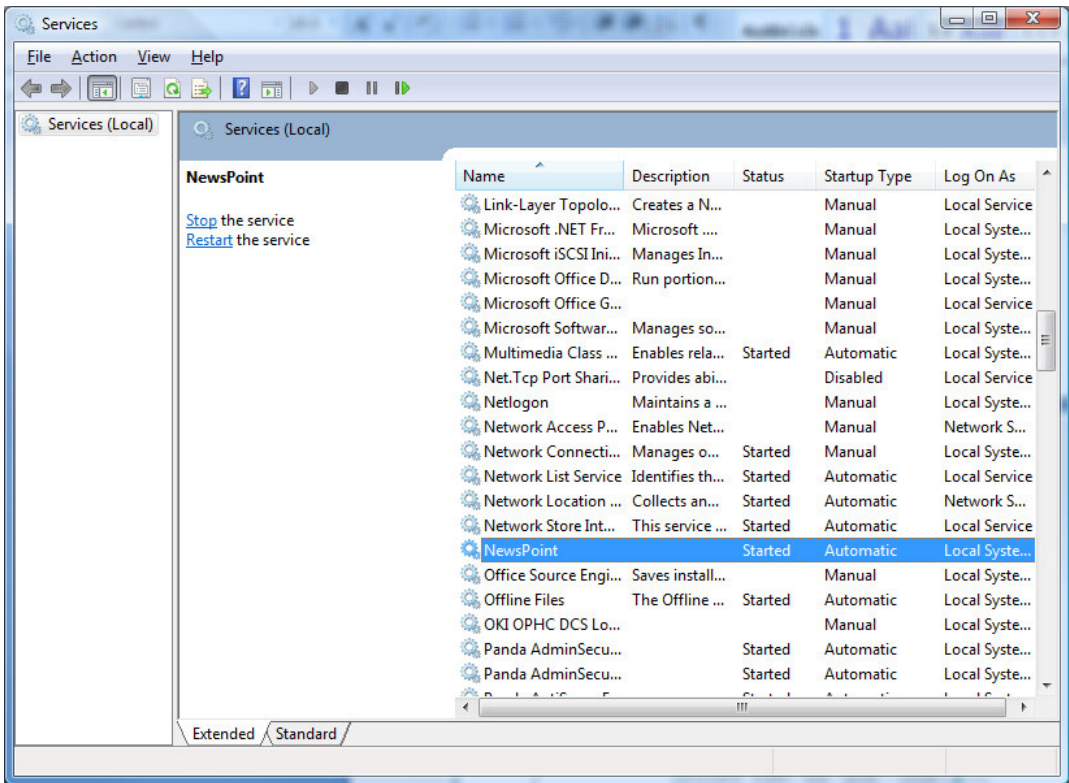 Services
File Action View Help
Services (Local)
Services (Local)
NewsPoint
Stop the service
Restart the service
Name Description Status Startup Type Log On As
Link-Layer Topolo... Creates a N... Manual Local Service
Microsoft .NET Fr... Microsoft .... Manual Local Syste...
Microsoft iSCSI Ini... Manages In... Manual Local Syste...
Microsoft Office D... Run portion... Manual Local Syste...
Microsoft Office G... Manual Local Service
Microsoft Softwar... Manages so... Manual Local Syste...
Multimedia Class ... Enables rela... Started Automatic Local Syste...
Net.Tcp Port Shari... Provides abi... Disabled Local Service
Netlogon Maintains a ... Manual Local Syste...
Network Access P... Enables Net... Manual Network S...
Network Connecti... Manages o... Started Manual Local Syste...
Network List Service Identifies th... Started Automatic Local Service
Network Location ... Collects an... Started Automatic Network S...
Network Store Int... This service ... Started Automatic Local Service
NewsPoint Started Automatic Local Syste...
Office Source Engi... Saves install... Manual Local Syste...
Offline Files The Offline ... Started Automatic Local Syste...
OKI OPHC DCS Lo... Manual Local Syste...
Panda AdminSecu... Started Automatic Local Syste...
Panda AdminSecu... Started Automatic Local Syste...
Extended Standard